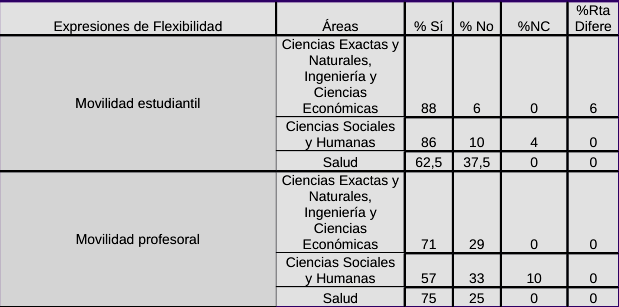 Expresiones de Flexibilidad Áreas % Sí % No %NC %Rta Difere
Movilidad estudiantil
Ciencias Exactas y
Naturales,
Ingeniería y
Ciencias
Económicas 88 6 0 6
Ciencias Sociales
y Humanas 86 10 4 0
Salud 62,5 37,5 0 0
Movilidad profesoral
Ciencias Exactas y
Naturales,
Ingeniería y
Ciencias
Económicas 71 29 0 0
Ciencias Sociales
y Humanas 57 33 10 0
Salud 75 25 0 0